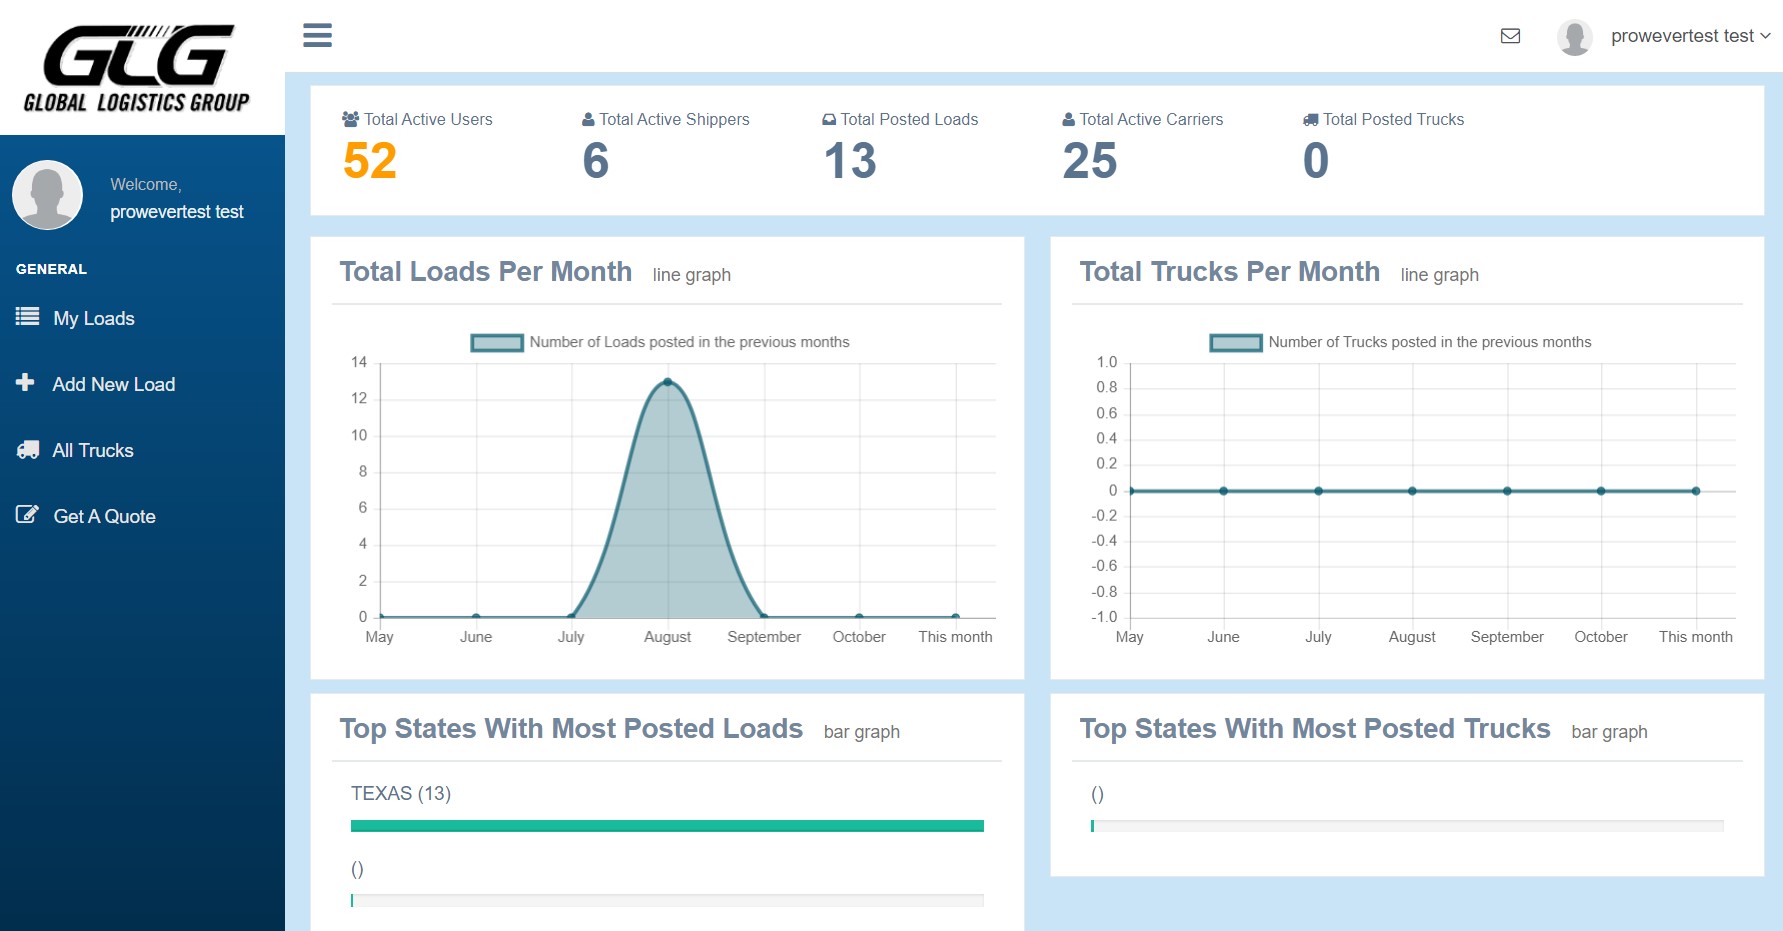 GLG
GLOBAL LOGISTICS GROUP
prowevertest test
Welcome,
prowevertest test
GENERAL
My Loads
Add New Load
All Trucks
Get A Quote
Total Active Users
52
Total Active Shippers
6
Total Posted Loads
13
Total Active Carriers
25
Total Posted Trucks
0
Total Loads Per Month line graph
Number of Loads posted in the previous months
14
12
10
8
6
4
2
0
May June July August September October This month
Total Trucks Per Month line graph
Number of Trucks posted in the previous months
1.0
0.8
0.6
0.4
0.2
0
-0.2
-0.4
-0.6
-0.8
-1.0
May June July August September October This month
Top States With Most Posted Loads bar graph
TEXAS (13)
()
Top States With Most Posted Trucks bar graph
()